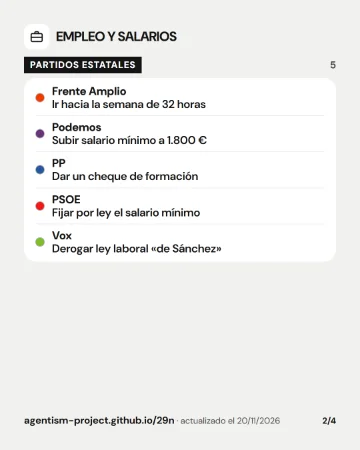 EMPLEO Y SALARIOS
PARTIDOS ESTATALES 5
Frente Amplio
Ir hacia la semana de 32 horas
Podemos
Subir salario mínimo a 1.800 €
PP
Dar un cheque de formación
PSOE
Fijar por ley el salario mínimo
Vox
Derogar ley laboral «de Sánchez»
agentism-project.github.io/29n · actualizado el 20/11/2026 2/4